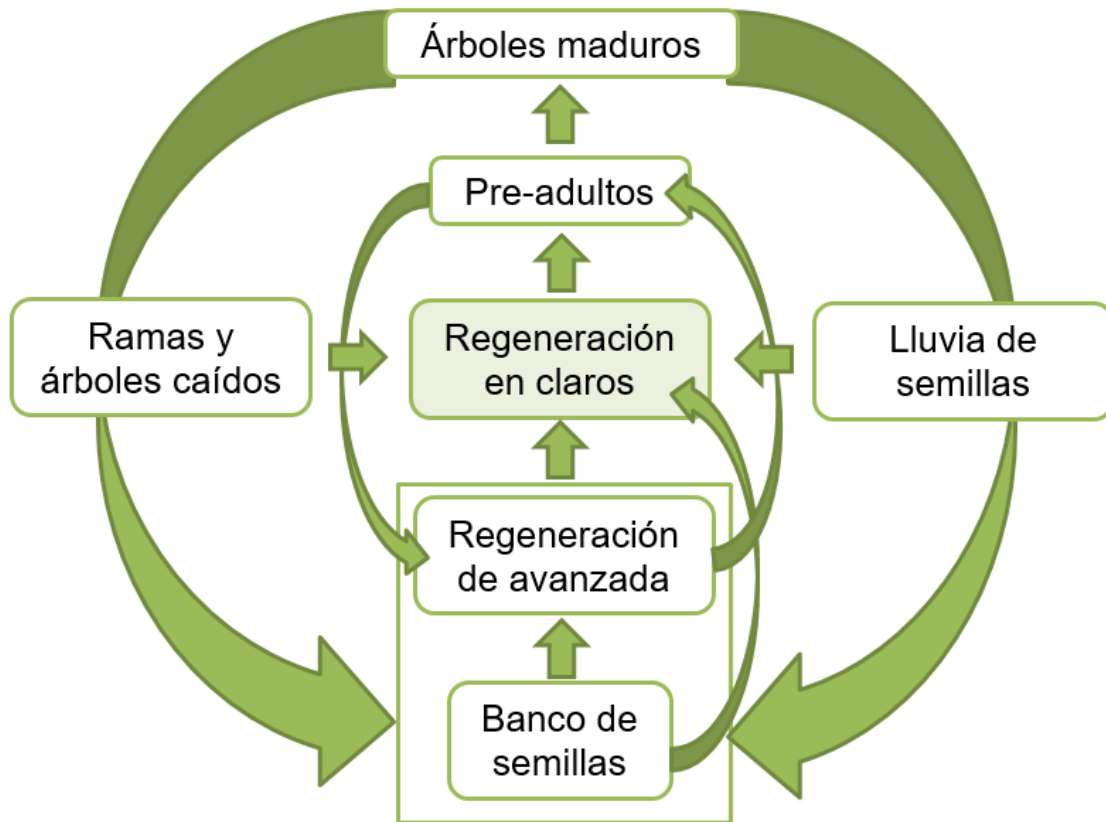 Árboles maduros
Pre-adultos
Ramas y
árboles caídos
Regeneración
en claros
Lluvia de
semillas
Regeneración
de avanzada
Banco de
semillas